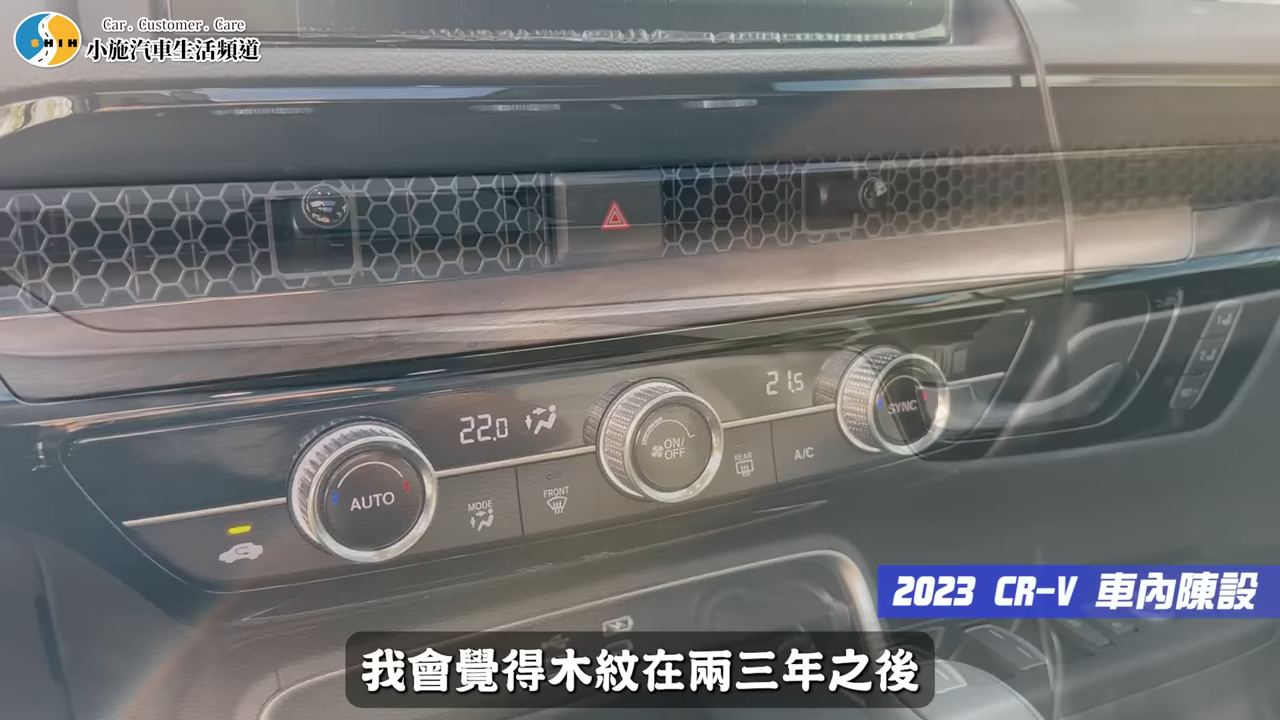 Car. Customer. Care
SHIH
小施汽車生活頻道
22.0
21.5
AUTO
MODE
FRONT
ON/
OFF
REAR
A/C
SYNC
2023 CR-V 車內陳設
我會覺得木紋在兩三年之後